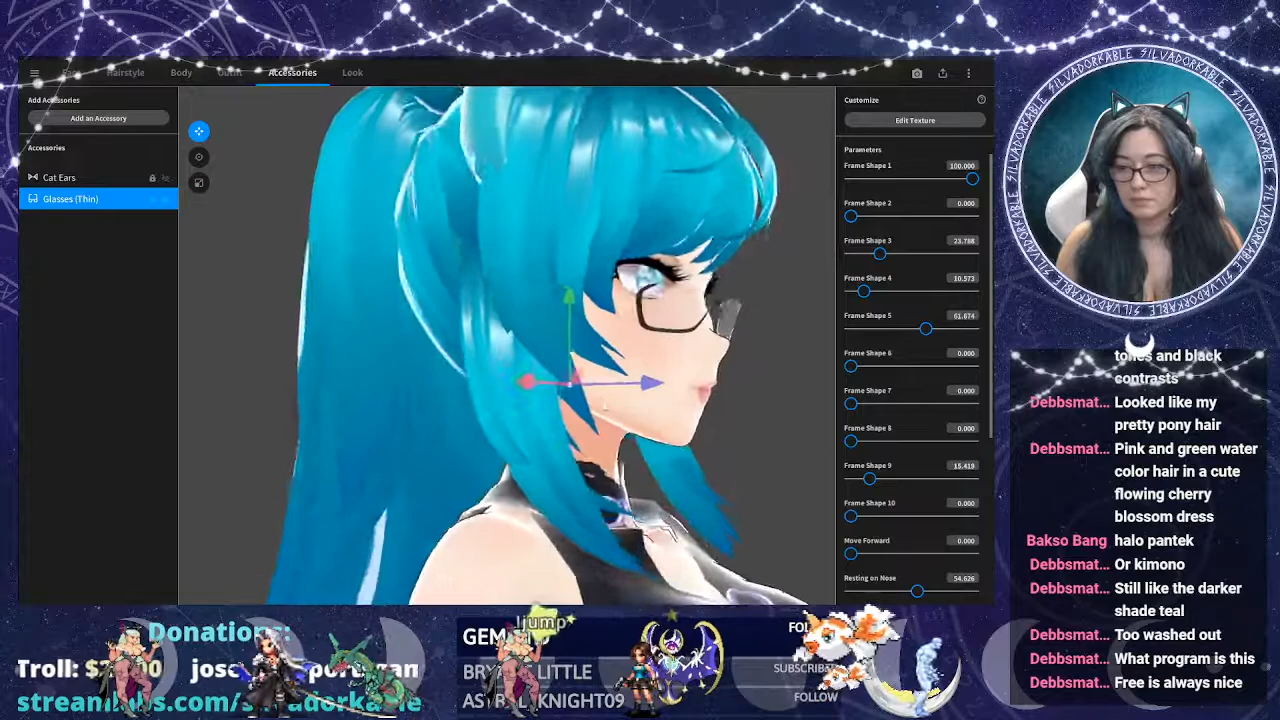 Hairstyle
Body
Outfit
Accessories
Look
Add Accessories
Add an Accessory
Accessories
Cat Ears
Glasses (Thin)
Customize
Edit Texture
Parameters
Frame Shape 1 100.000
Frame Shape 2 0.000
Frame Shape 3 23.788
Frame Shape 4 10.573
Frame Shape 5 61.674
Frame Shape 6 0.000
Frame Shape 7 0.000
Frame Shape 8 0.000
Frame Shape 9 15.419
Frame Shape 10 0.000
Move Forward 0.000
Resting on Nose 54.626
SILVADORKABLE SILVADORKABLE SILVADORKABLE
tones and black
contrasts
Debbsmat... Looked like my
pretty pony hair
Debbsmat... Pink and green water
color hair in a cute
flowing cherry
blossom dress
Bakso Bang halo pantek
Debbsmat... Or kimono
Debbsmat... Still like the darker
shade teal
Debbsmat... Too washed out
Debbsmat... What program is this
Debbsmat... Free is always nice
Donations:
Troll:
!jump
LITTLE
KNIGHT09
SUBSCRIBE
FOLLOW